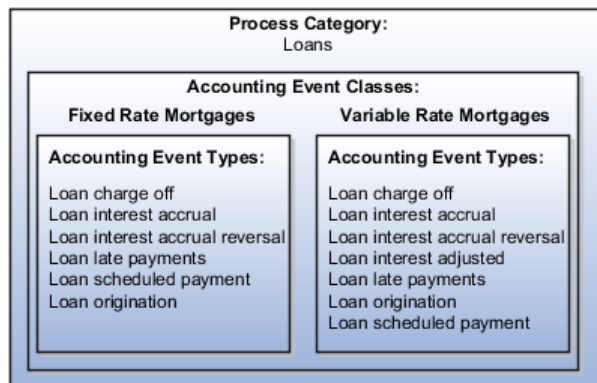 Process Category:
Loans
Accounting Event Classes:
Fixed Rate Mortgages
Accounting Event Types:
Loan charge off
Loan interest accrual
Loan interest accrual reversal
Loan late payments
Loan scheduled payment
Loan origination
Variable Rate Mortgages
Accounting Event Types:
Loan charge off
Loan interest accrual
Loan interest accrual reversal
Loan interest adjusted
Loan late payments
Loan origination
Loan scheduled payment